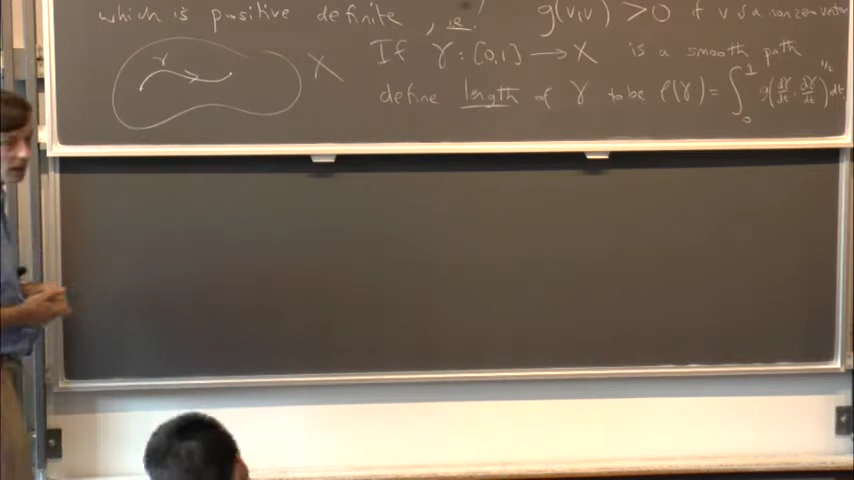 which is positive definite, ie. g(v,v) > 0 if v is a nonzero vector
γ X If γ : [0,1] → X is a smooth path
define length of γ to be ℓ(γ) = ∫₀¹ g(dγ/dt, dγ/dt)^{1/2} dt.